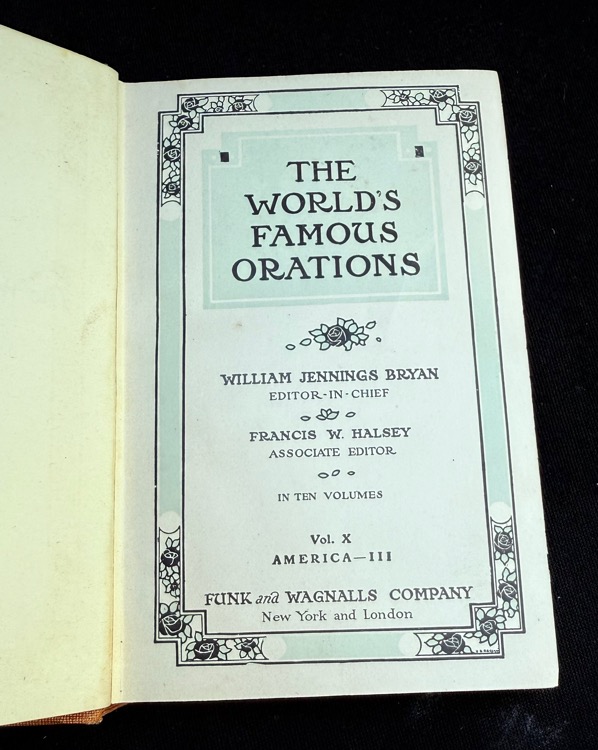 THE
WORLD'S
FAMOUS
ORATIONS
WILLIAM JENNINGS BRYAN
EDITOR-IN-CHIEF
FRANCIS W. HALSEY
ASSOCIATE EDITOR
IN TEN VOLUMES
Vol. X
AMERICA—III
FUNK and WAGNALLS COMPANY
New York and London